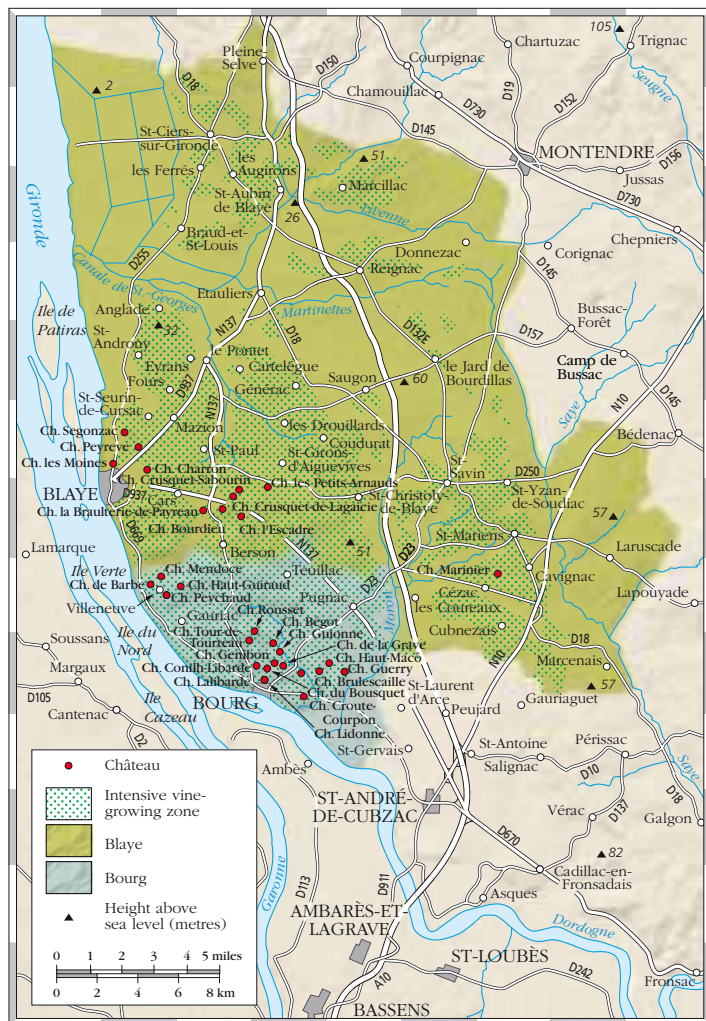 105
Chartuzac
Trignac
Pleine-
Selve
D150
Courpignac
D18
D19
Seugne
2
Chamouillac
D730
D152
St-Ciers-
sur-Gironde
D145
MONTENDRE
D156
51
les
Augirons
les Ferrés
Marcillac
Jussas
St-Aubin
de Blaye
D730
Gironde
26
Livenne
Chepniers
Braud-et-
St-Louis
Donnezac
Corignac
D255
Reignac
D145
Canale de St.-Georges
Etauliers
Martinettes
Ile de
Patiras
Anglade
32
N137
D18
D132E
D157
Bussac-
Forêt
St-
Androny
le Pontet
Eyrans
Cartelégue
le Jard de
Bourdillas
Camp de
Bussac
Fours
D937
Générac
Saugon
60
N10
St-Seurin-
de-Cursac
N137
Saye
D145
Mazion
les Drouillards
Ch. Segonzac
Coudurat
Bédenac
Ch. Peyreyre
St-Paul
St-Girons
d'Aiguevives
Ch. les Moines
Ch. Charron
St-
Savin
D250
Ch. Crusquet-Sabourin
Ch. les Petits-Arnauds
BLAYE
D937
Cars
St-Christoly-
de-Blaye
St-Yzan-
de-Soudiac
Ch. Crusquet-de-Lagaicie
Ch. la Braulterie-de-Payreau
57
Ch. Bourdieu
Ch. l'Escadre
St-Mariens
D669
Berson
N137
51
D23
Laruscade
Lamarque
Ile Verte
Ch. Mendoce
Teuillac
Ch. Marinier
Cavignac
Ch. de Barbe
Ch. Haut-Guiraud
D23
Cézac
Ch. Peychaud
Lapouyade
Villeneuve
Ch. Rousset
Pugnac
Moron
les Coureaux
Gauriac
Ch. Begot
Ile du
Nord
Ch. Tour-de-
Tourteau
Ch. Guionne
Cubnezais
D18
Soussans
Ch. de la Grave
N10
Ch. Genibon
Ch. Haut-Macô
Ch. Conilh-Libarde
Ch. Guerry
Marcenais
Margaux
Ch. Lalibarde
Ch. Brulescaille
57
D105
BOURG
Ch. du Bousquet
St-Laurent
d'Arce
Gauriaguet
Cantenac
Ile
Cazeau
Ch. Croute-
Courpon
Peujard
Ch. Lidonne
D2
St-Gervais
St-Antoine
Périssac
Ambès
Salignac
D10
Saye
ST-ANDRÉ-
DE-CUBZAC
Vérac
D137
D18
Galgon
D670
82
Garonne
D113
D911
Cadillac-en-
Fronsadais
Asques
AMBARÈS-ET-
LAGRAVE
Dordogne
ST-LOUBÈS
D242
Fronsac
A10
BASSENS
Château
Intensive vine-
growing zone
Blaye
Bourg
Height above
sea level (metres)
0 1 2 3 4 5 miles
0 2 4 6 8 km